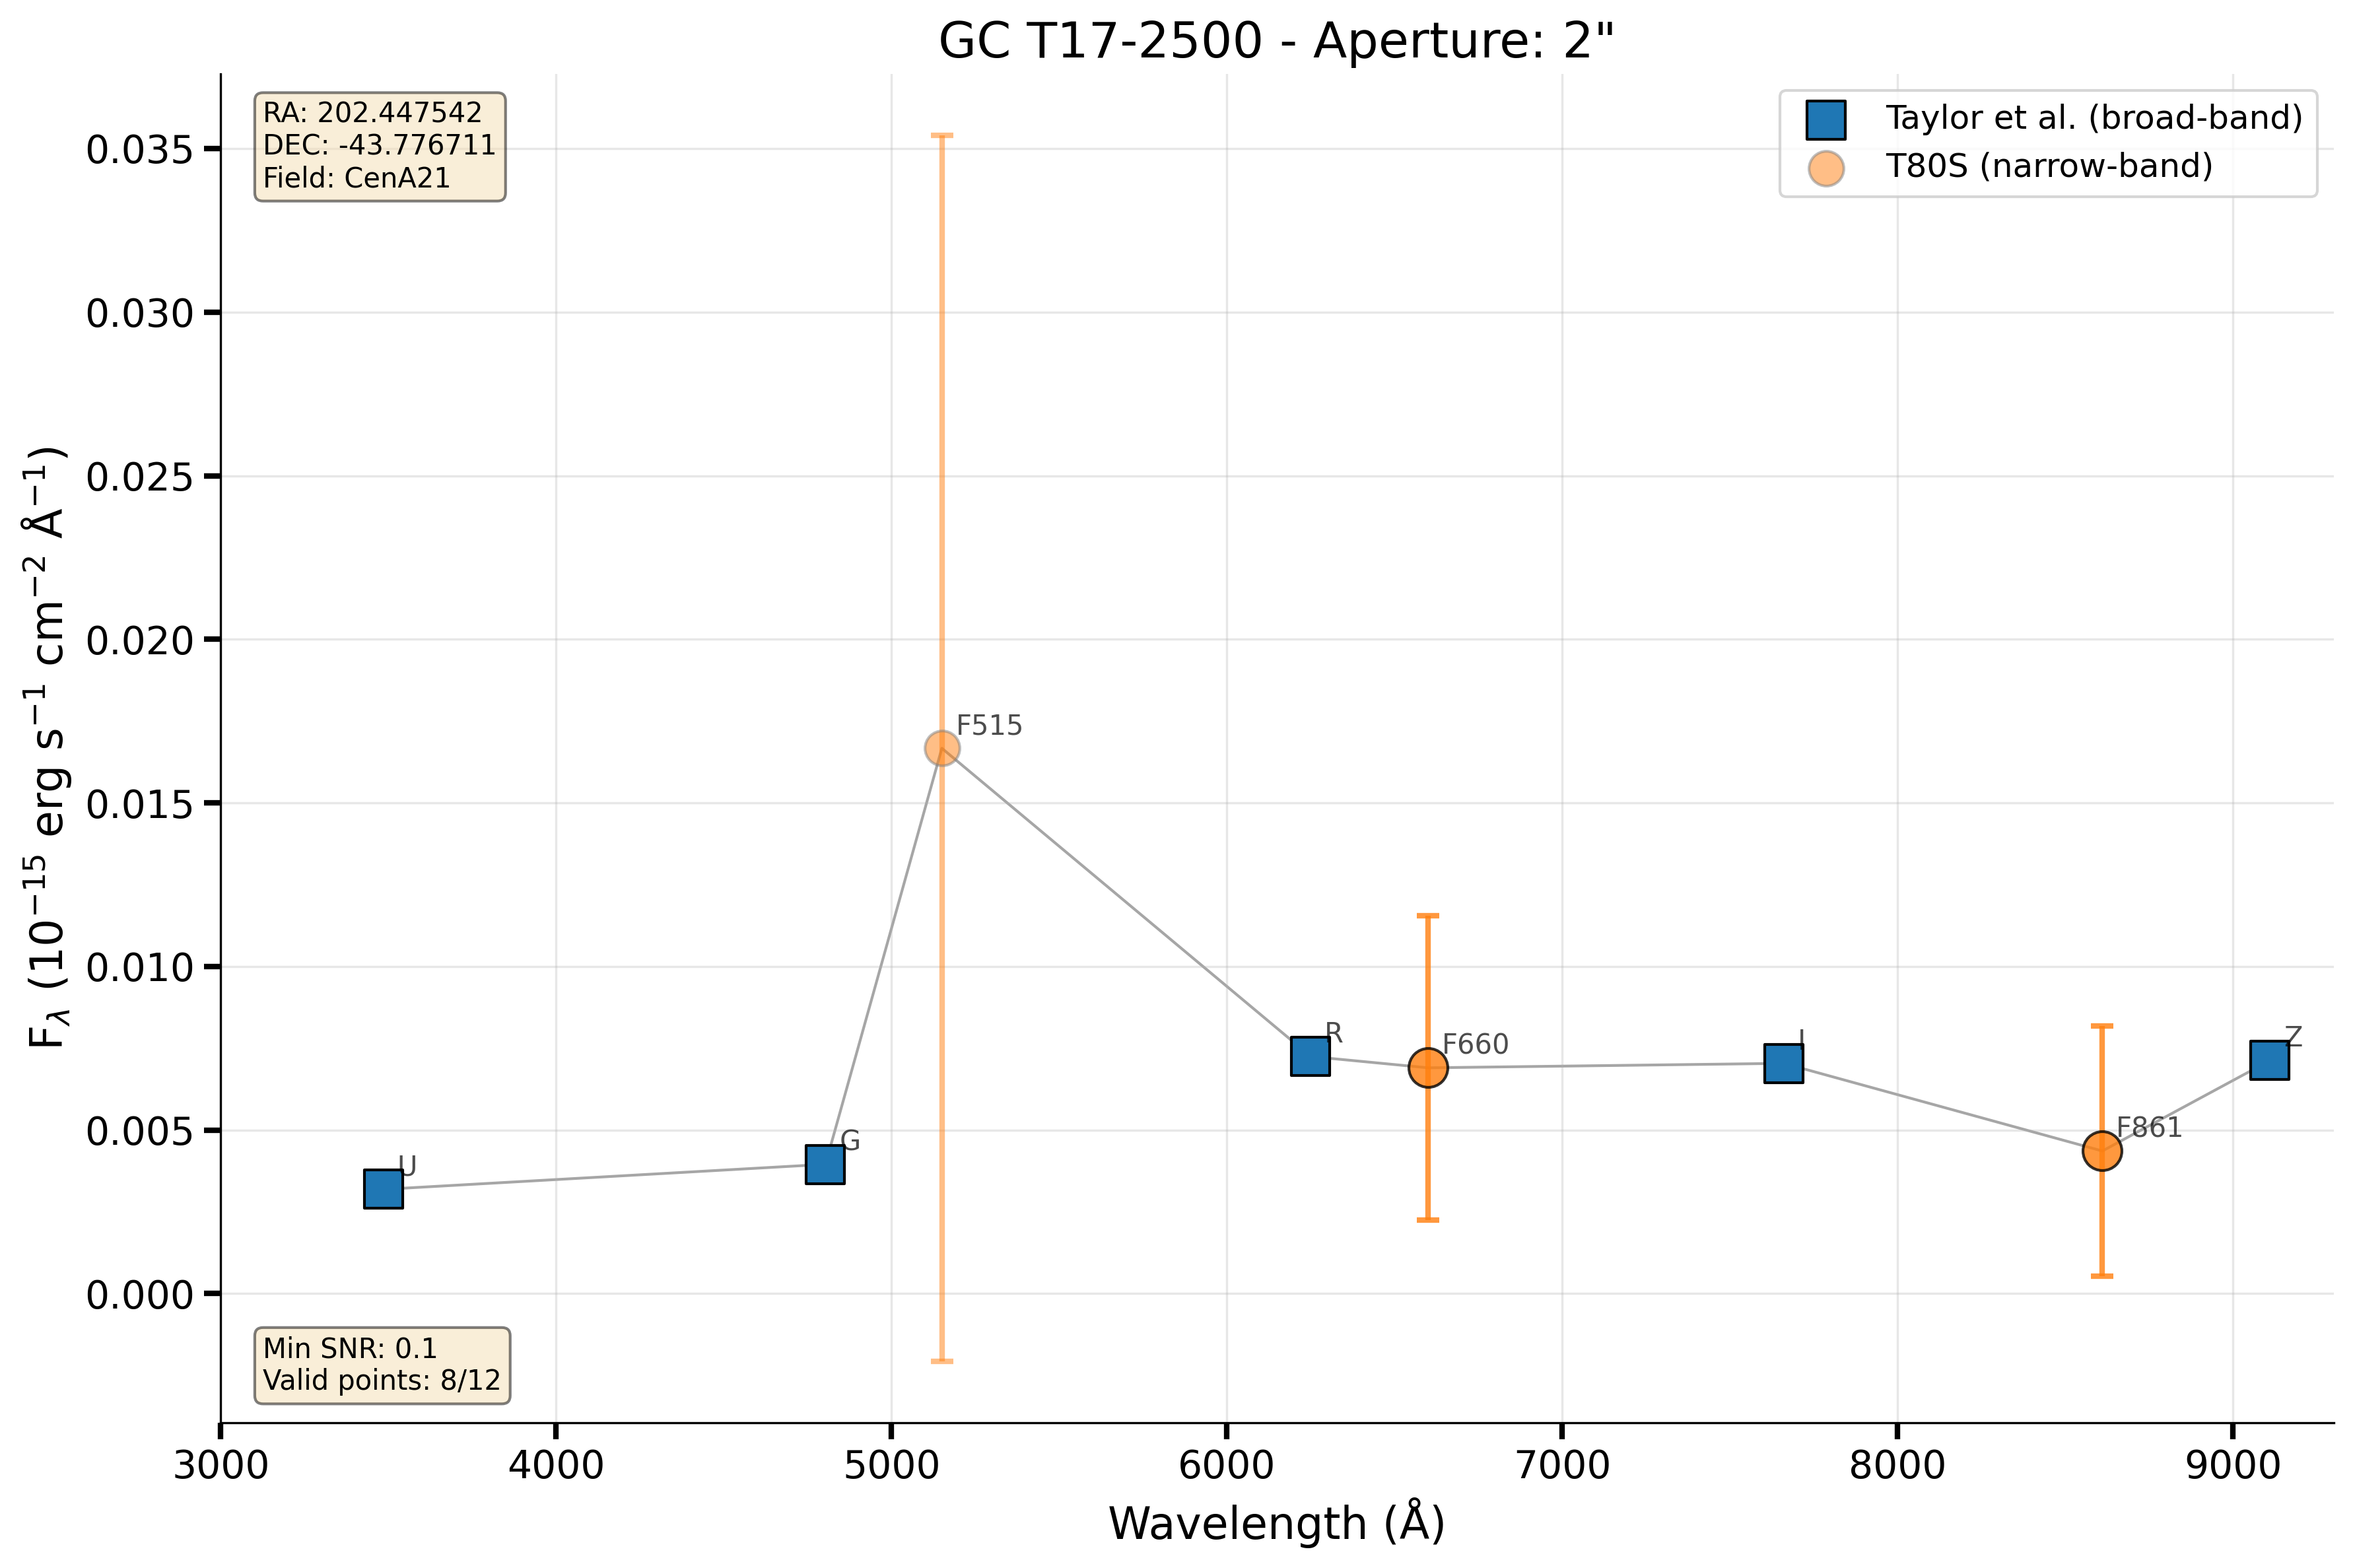 GC T17-2500 - Aperture: 2"
RA: 202.447542
DEC: -43.776711
Field: CenA21
Taylor et al. (broad-band)
T80S (narrow-band)
0.035
0.030
0.025
0.020
0.015
0.010
0.005
0.000
F_λ (10⁻¹⁵ erg s⁻¹ cm⁻² Å⁻¹)
U
G
F515
R
F660
I
F861
Z
Min SNR: 0.1
Valid points: 8/12
3000 4000 5000 6000 7000 8000 9000
Wavelength (Å)